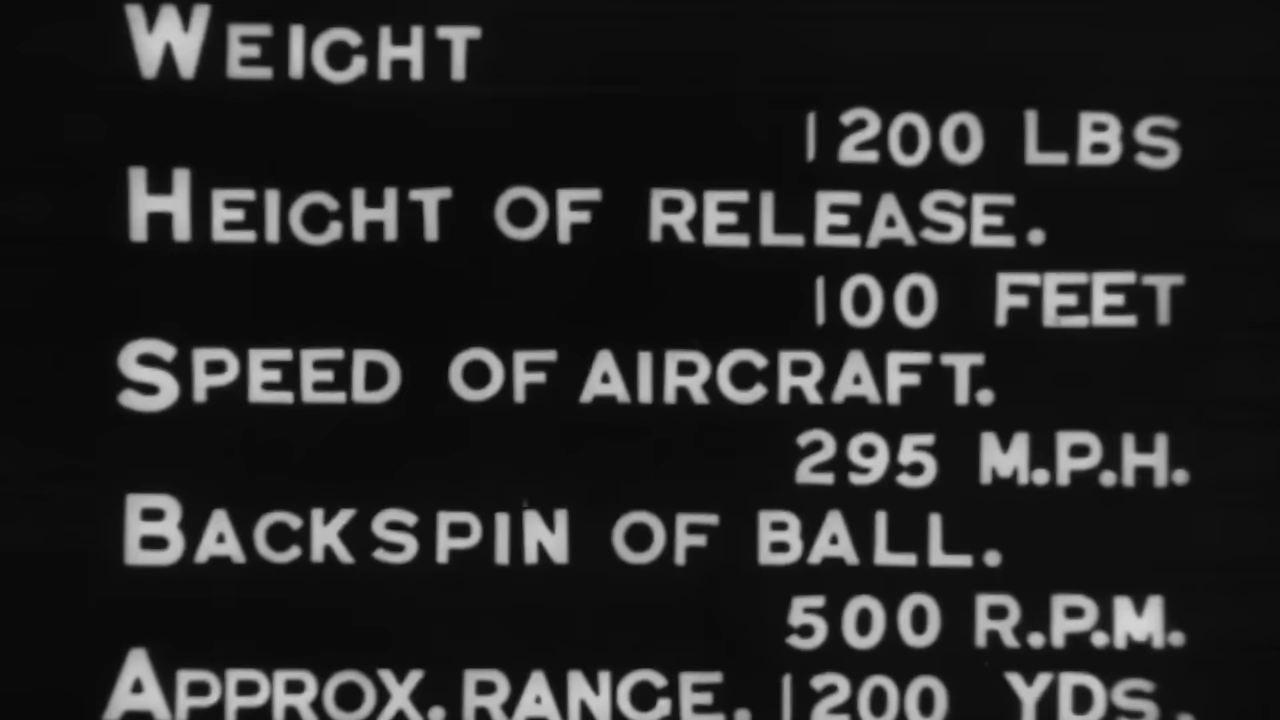 WEIGHT
1200 LBS
HEIGHT OF RELEASE.
100 FEET
SPEED OF AIRCRAFT.
295 M.P.H.
BACKSPIN OF BALL.
500 R.P.M.
APPROX. RANGE. 1200 YDS.